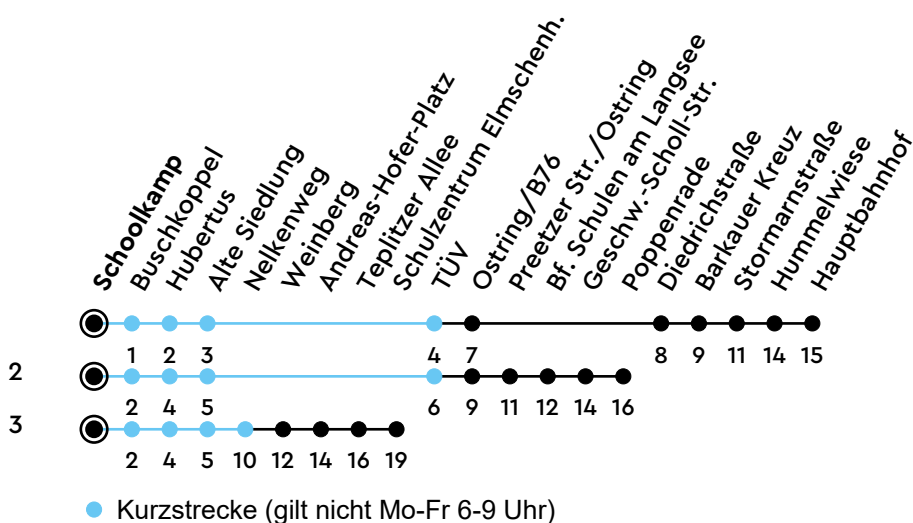 Schoolkamp
Buschkoppel
Hubertus
Alte Siedlung
Nelkenweg
Weinberg
Andreas-Hofer-Platz
Teplitzer Allee
Schulzentrum Elmschenh.
TÜV
Ostring/B76
Preetzer Str./Ostring
Bf. Schulen am Langsee
Geschw.-Scholl-Str.
Poppenrade
Diedrichstraße
Barkauer Kreuz
Stormarnstraße
Hummelwiese
Hauptbahnhof
1 2 3 4 7 8 9 11 14 15
2
2 4 5 6 9 11 12 14 16
3
2 4 5 10 12 14 16 19
Kurzstrecke (gilt nicht Mo-Fr 6-9 Uhr)